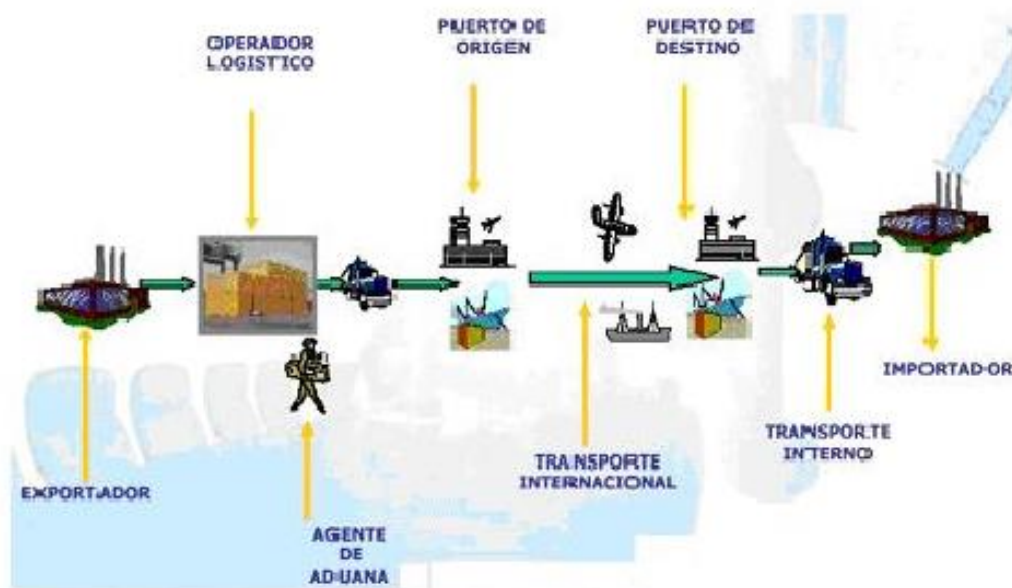 OPERADOR
LOGISTICO
PUERTO DE
ORIGEN
PUERTO DE
DESTINO
IMPORTADOR
TRANSPORTE
INTERNO
TRANSPORTE
INTERNACIONAL
EXPORTADOR
AGENTE
DE
ADUANA